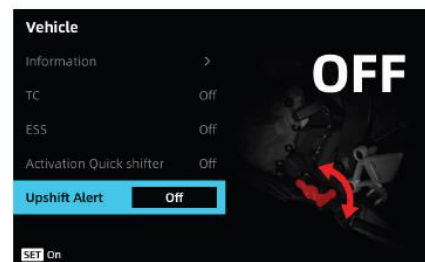 Vehicle
Information >
OFF
TC Off
ESS Off
Activation Quick shifter Off
Upshift Alert Off
SET On